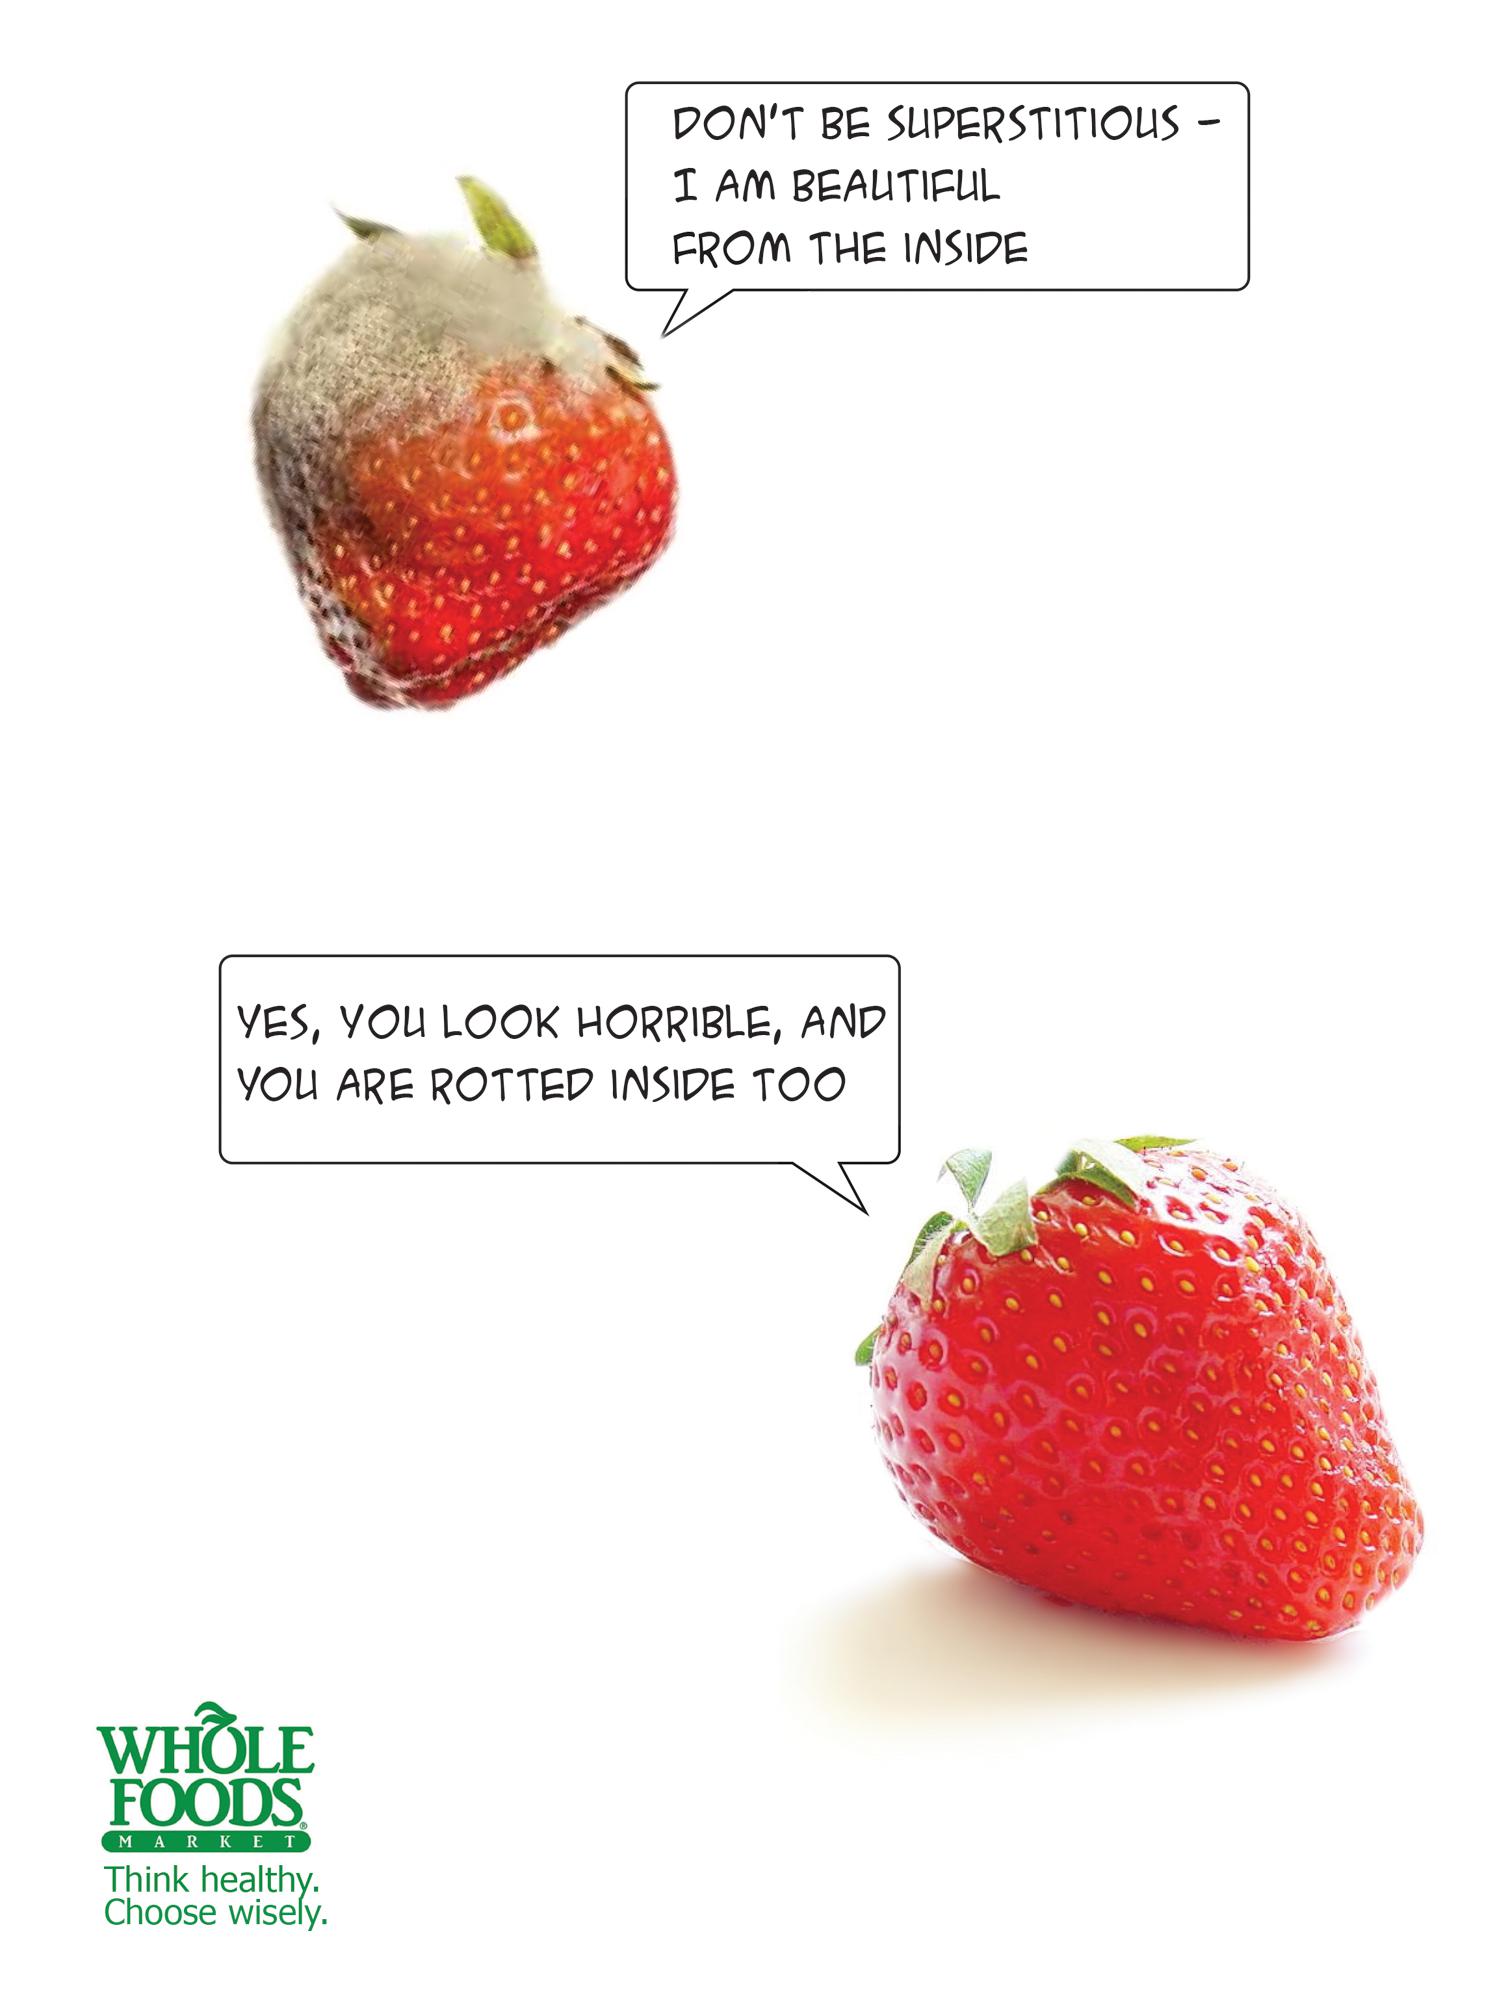 DON'T BE SUPERSTITIOUS -
I AM BEAUTIFUL
FROM THE INSIDE
YES, YOU LOOK HORRIBLE, AND
YOU ARE ROTTED INSIDE TOO
WHOLE
FOODS®
MARKET
Think healthy.
Choose wisely.